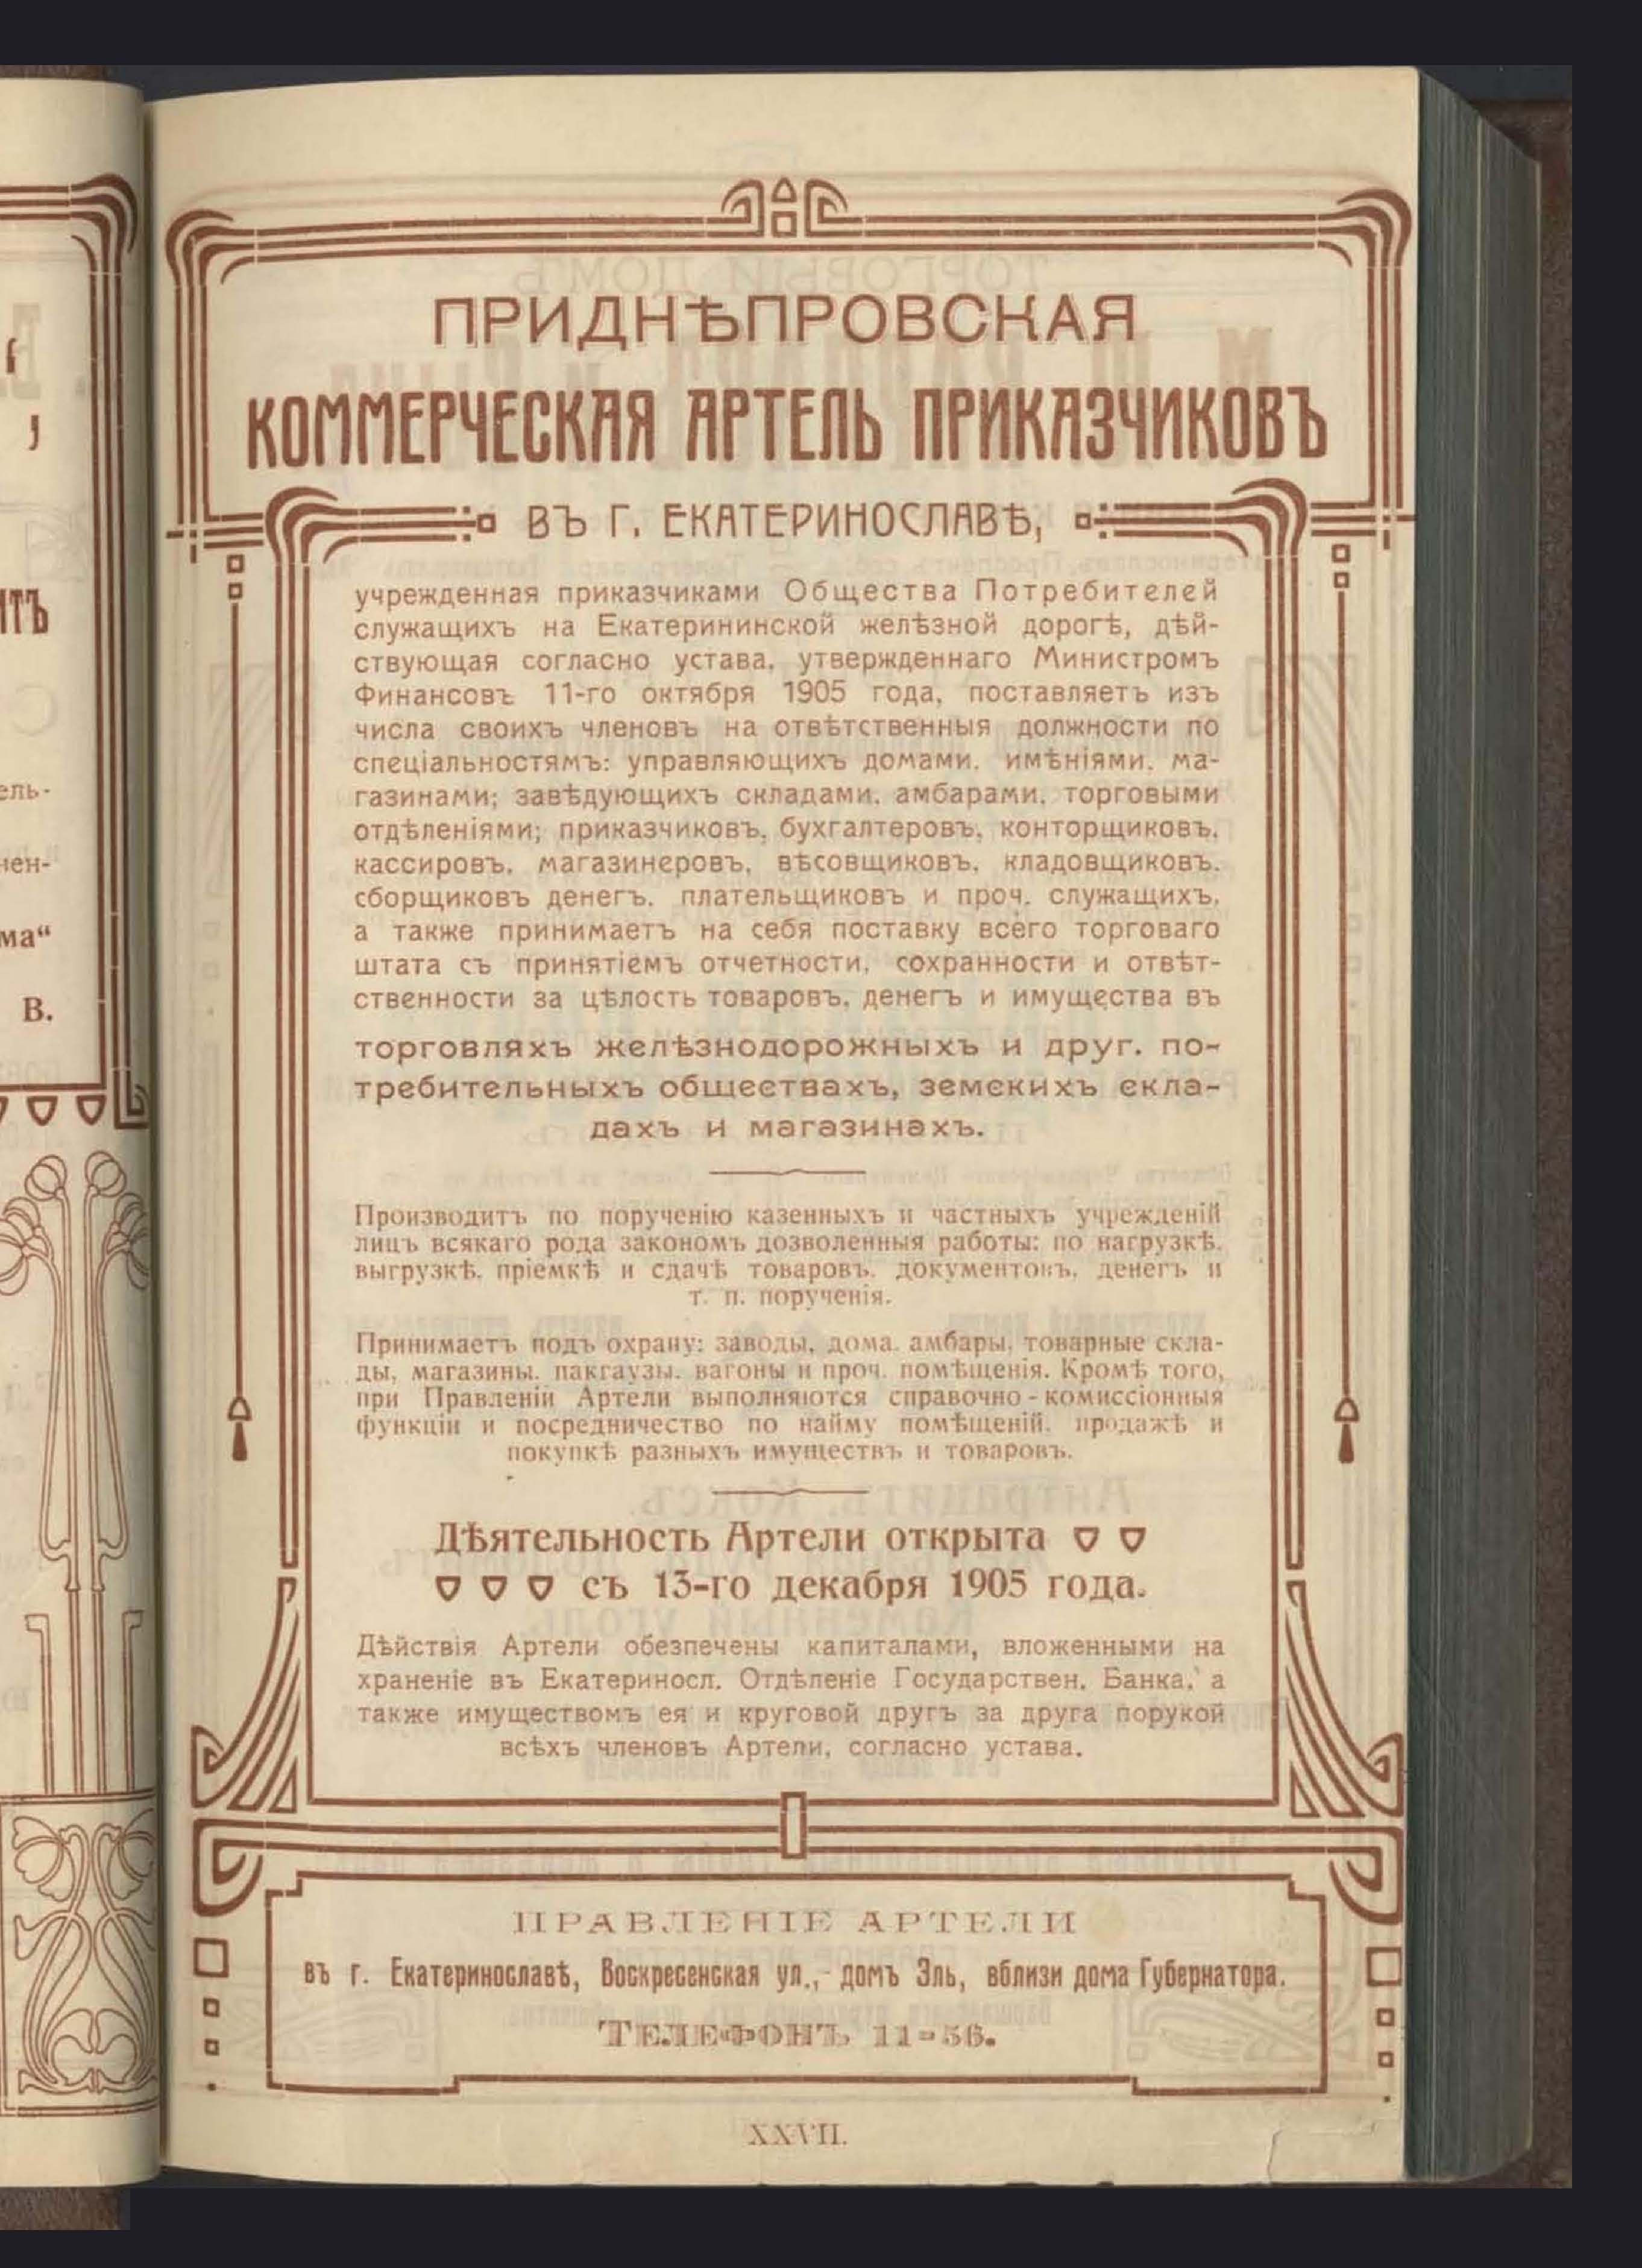 ПРИДНѢПРОВСКАЯ
КОММЕРЧЕСКАЯ АРТЕЛЬ ПРИКАЗЧИКОВЪ
ВЪ Г. ЕКАТЕРИНОСЛАВѢ,
учрежденная приказчиками Общества Потребителей
служащихъ на Екатерининской желѣзной дорогѣ, дѣй-
ствующая согласно устава, утвержденнаго Министромъ
Финансовъ 11-го октября 1905 года, поставляетъ изъ
числа своихъ членовъ на отвѣтственныя должности по
спеціальностямъ: управляющихъ домами, имѣніями, ма-
газинами; завѣдующихъ складами, амбарами, торговыми
отдѣленіями; приказчиковъ, бухгалтеровъ, конторщиковъ,
кассировъ, магазинеровъ, вѣсовщиковъ, кладовщиковъ,
сборщиковъ денегъ, плательщиковъ и проч. служащихъ,
а также принимаетъ на себя поставку всего торговаго
штата съ принятіемъ отчетности, сохранности и отвѣт-
ственности за цѣлость товаровъ, денегъ и имущества въ
торговляхъ желѣзнодорожныхъ и друг. по-
требительныхъ обществахъ, земскихъ скла-
дахъ и магазинахъ.
Производитъ по порученію казенныхъ и частныхъ учрежденій
лицъ всякаго рода закономъ дозволенныя работы: по нагрузкѣ,
выгрузкѣ, пріемкѣ и сдачѣ товаровъ, документовъ, денегъ и
т. п. порученія.
Принимаетъ подъ охрану: заводы, дома, амбары, товарные скла-
ды, магазины, пакгаузы, вагоны и проч. помѣщенія. Кромѣ того,
при Правленіи Артели выполняются справочно-комиссіонныя
функціи и посредничество по найму помѣщеній, продажѣ и
покупкѣ разныхъ имуществъ и товаровъ.
Дѣятельность Артели открыта
съ 13-го декабря 1905 года.
Дѣйствія Артели обезпечены капиталами, вложенными на
храненіе въ Екатериносл. Отдѣленіе Государствен. Банка, а
также имуществомъ ея и круговой другъ за друга порукой
всѣхъ членовъ Артели, согласно устава.
ПРАВЛЕНІЕ АРТЕЛИ
въ г. Екатеринославѣ, Воскресенская ул., домъ Эль, вблизи дома Губернатора.
ТЕЛЕФОНЪ 11-56.
XXVII.